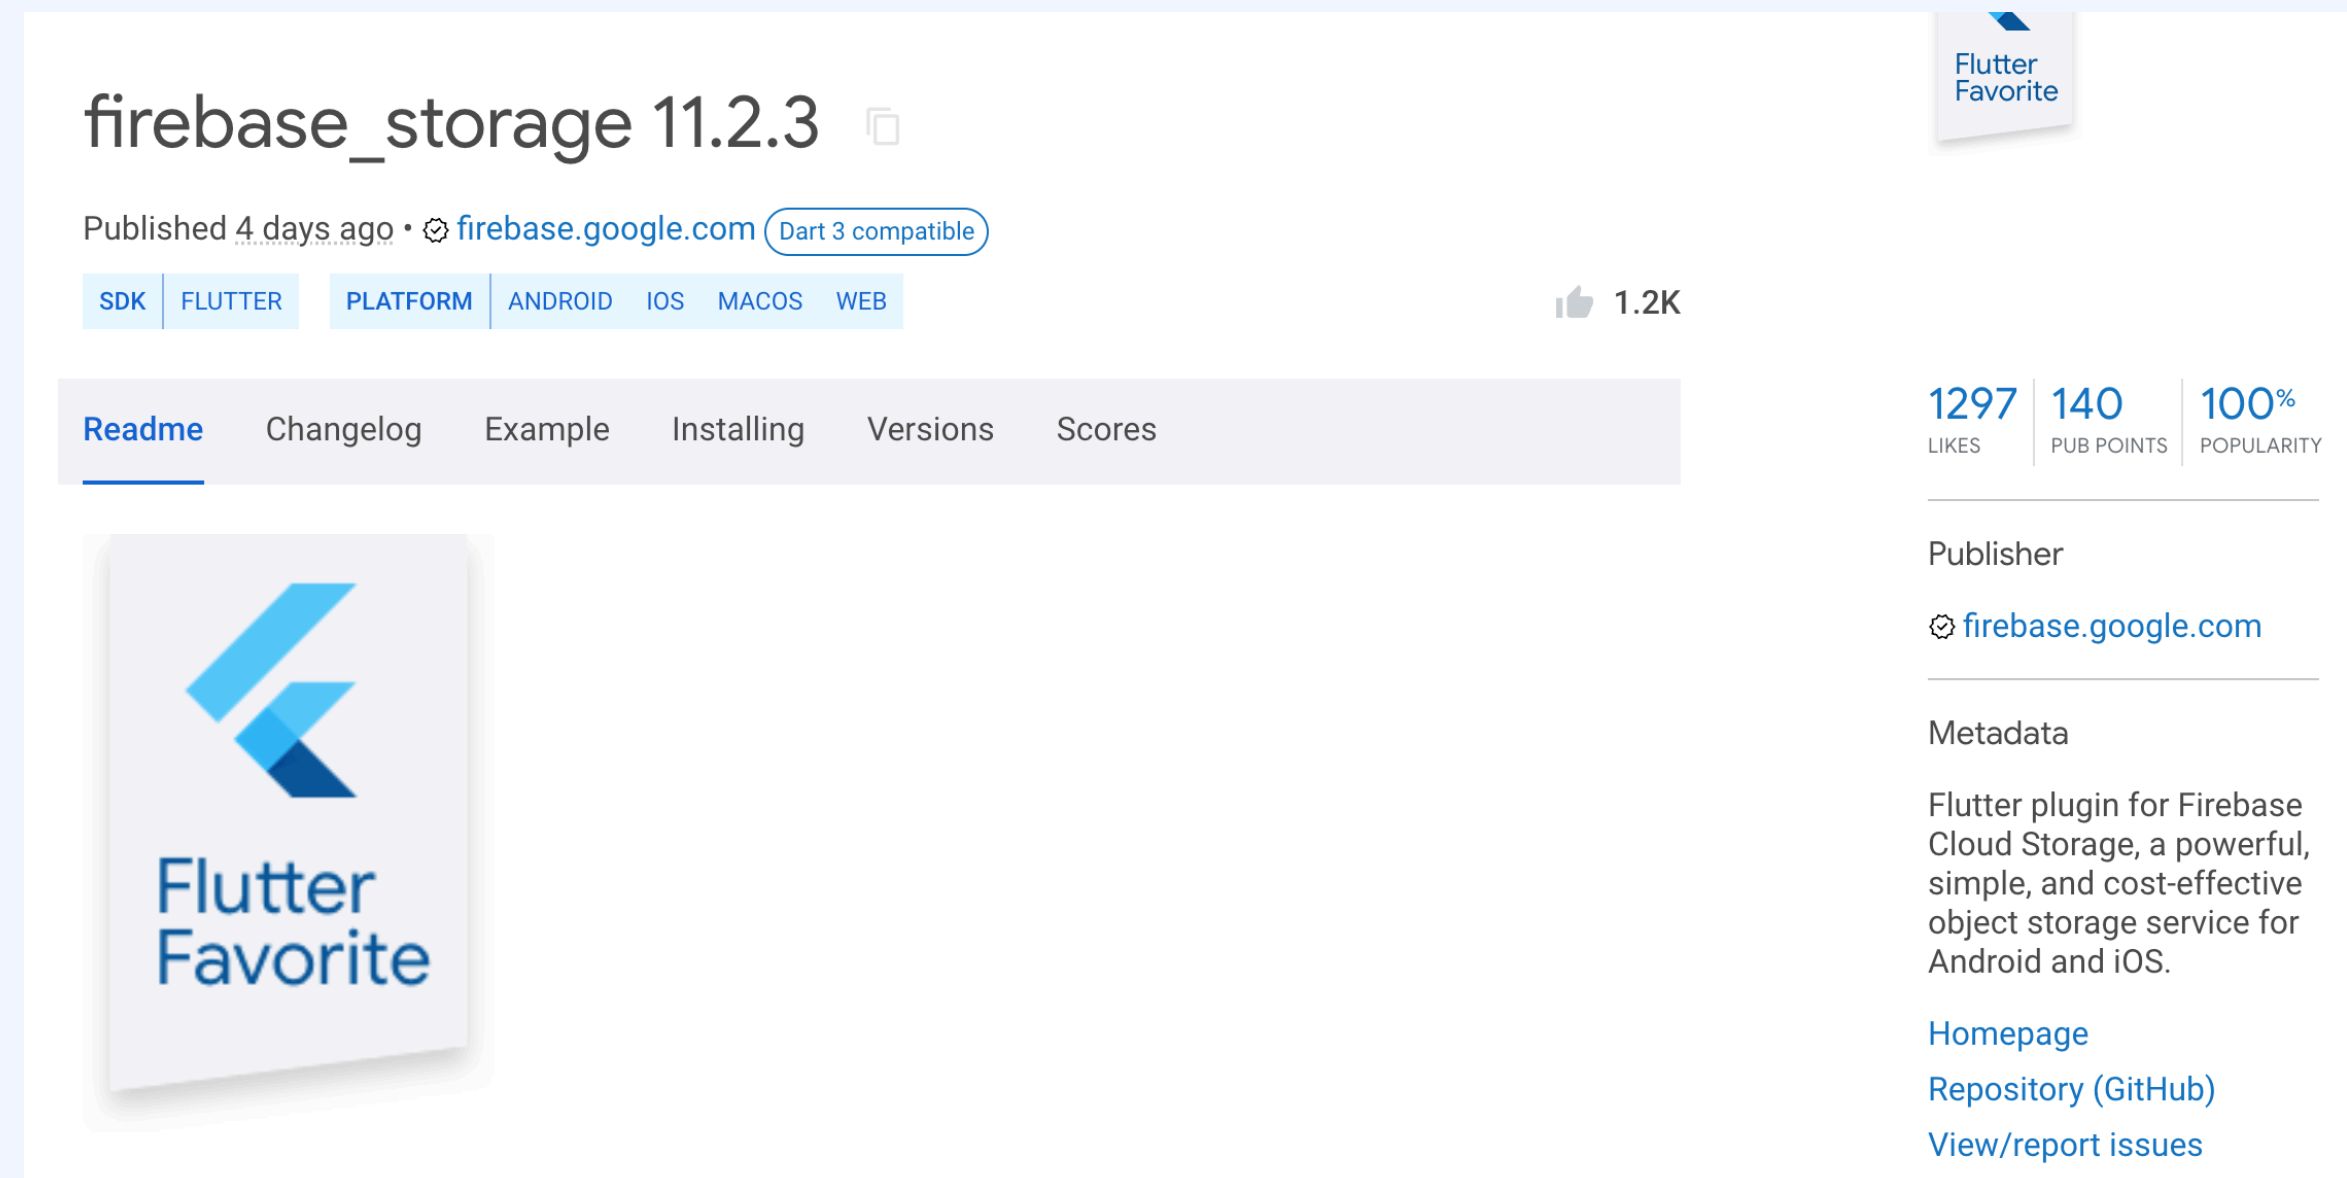 firebase_storage 11.2.3
Published 4 days ago • firebase.google.com Dart 3 compatible
SDK FLUTTER PLATFORM ANDROID IOS MACOS WEB
1.2K
Readme Changelog Example Installing Versions Scores
Flutter
Favorite
Flutter
Favorite
1297 140 100%
LIKES PUB POINTS POPULARITY
Publisher
firebase.google.com
Metadata
Flutter plugin for Firebase
Cloud Storage, a powerful,
simple, and cost-effective
object storage service for
Android and iOS.
Homepage
Repository (GitHub)
View/report issues